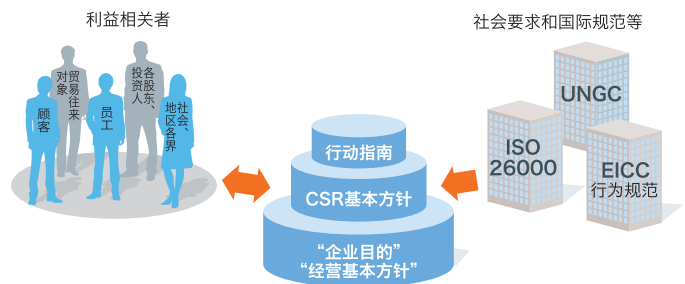 利益相关者
社会要求和国际规范等
顾客
贸易往来
对象
员工
各股东、
投资人
社会、
地区各界
行动指南
CSR基本方针
“企业目的”
“经营基本方针”
UNGC
ISO
26000
EICC
行为规范